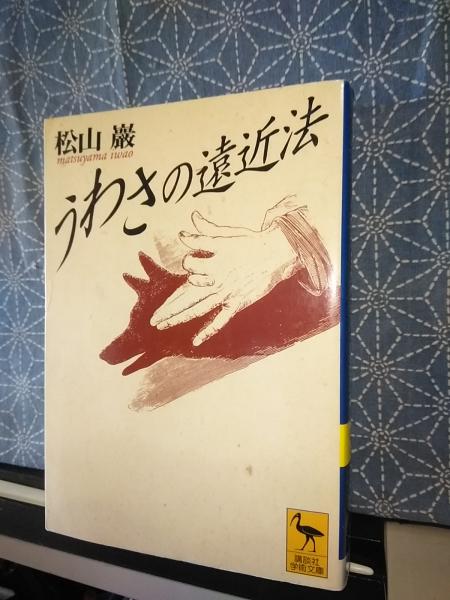 松山 巖
matsuyama iwao
うわさの遠近法
講談社
学術文庫